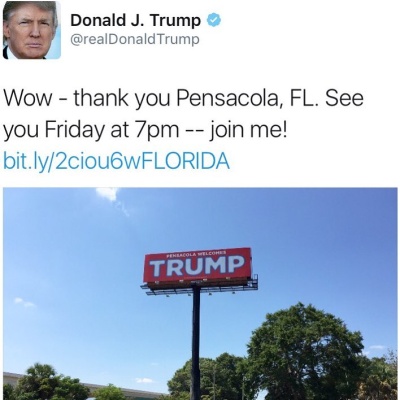 Donald J. Trump
@realDonaldTrump
Wow - thank you Pensacola, FL. See
you Friday at 7pm -- join me!
bit.ly/2ciou6wFLORIDA
PENSACOLA WELCOMES
TRUMP